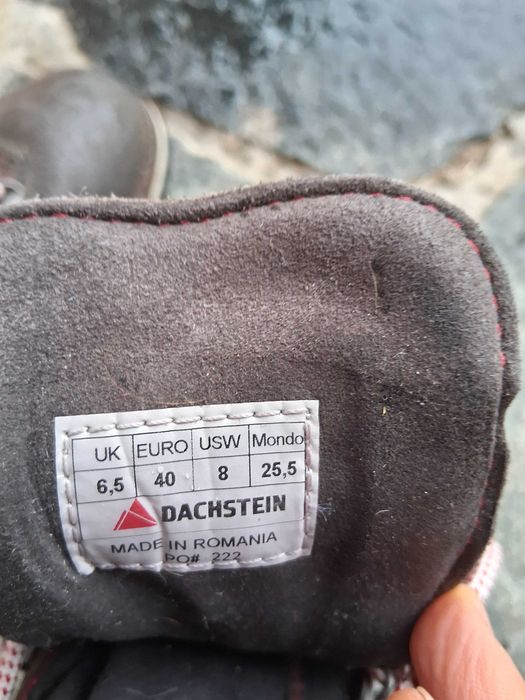 UK EURO USW Mondo
6,5 40 8 25,5
DACHSTEIN
MADE IN ROMANIA
PO# 222